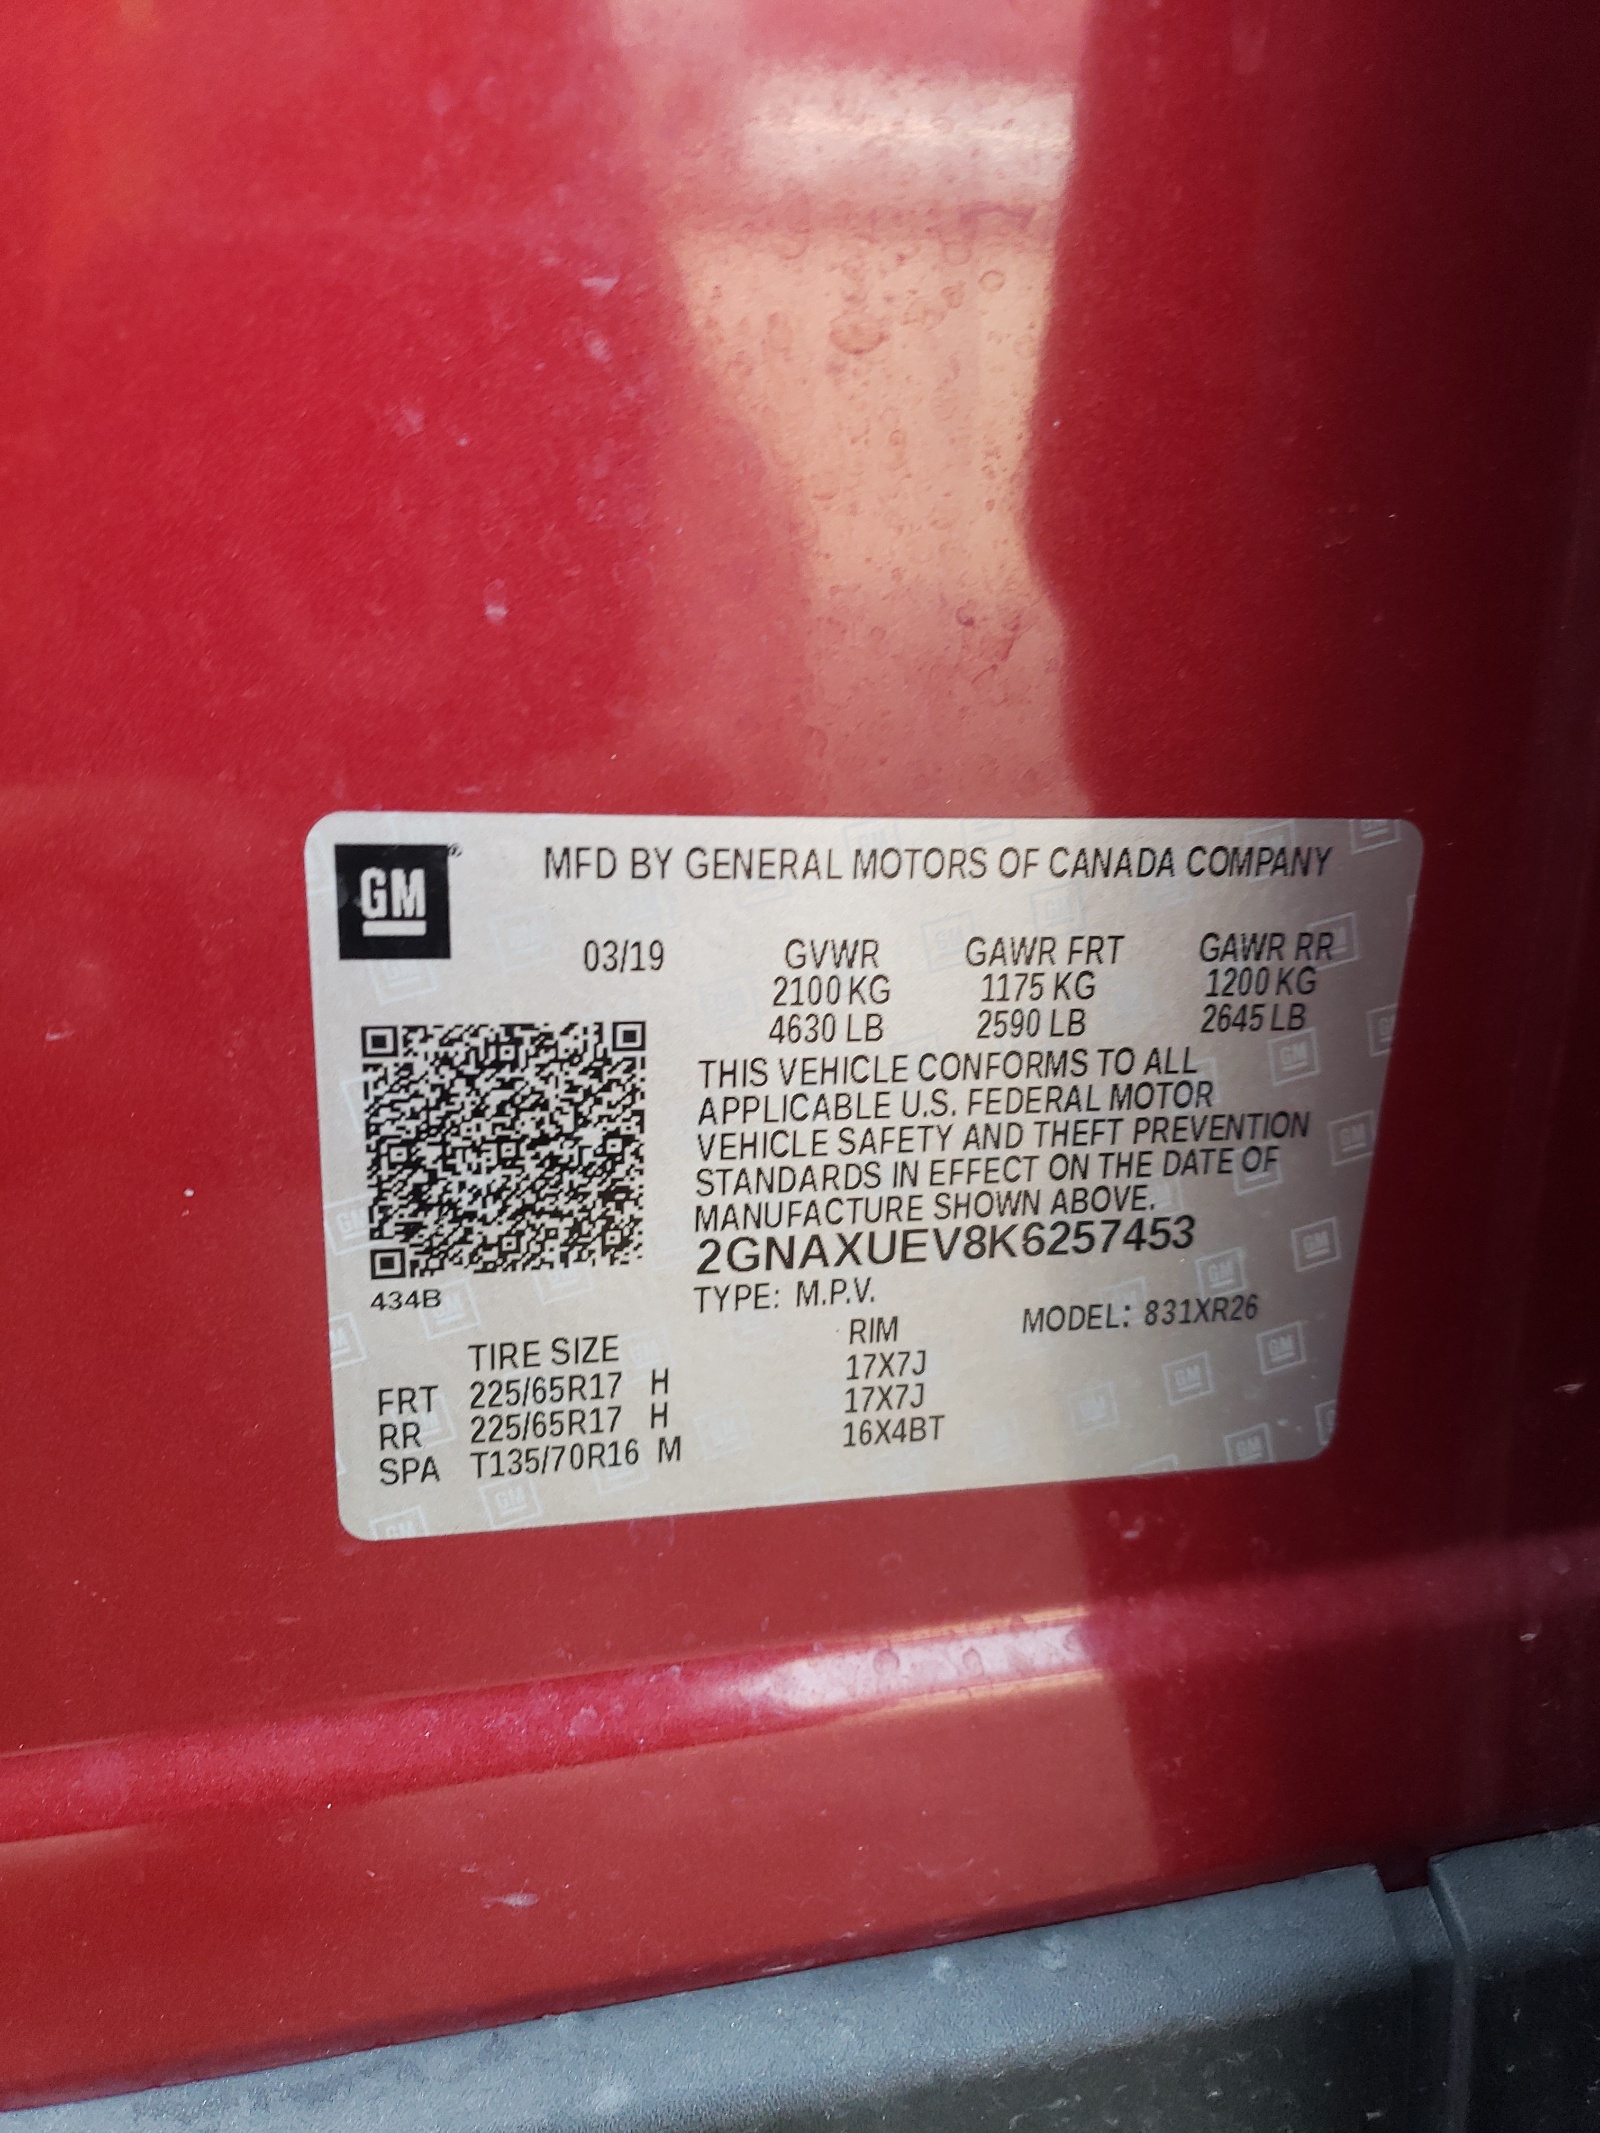 GM
MFD BY GENERAL MOTORS OF CANADA COMPANY
03/19 GVWR GAWR FRT GAWR RR
2100 KG 1175 KG 1200 KG
4630 LB 2590 LB 2645 LB
THIS VEHICLE CONFORMS TO ALL
APPLICABLE U.S. FEDERAL MOTOR
VEHICLE SAFETY AND THEFT PREVENTION
STANDARDS IN EFFECT ON THE DATE OF
MANUFACTURE SHOWN ABOVE.
2GNAXUEV8K6257453
434B
TYPE: M.P.V. MODEL: 831XR26
TIRE SIZE RIM
FRT 225/65R17 H 17X7J
RR 225/65R17 H 17X7J
SPA T135/70R16 M 16X4BT